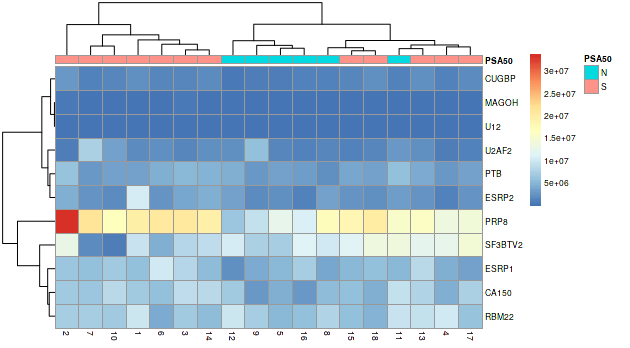 PSA50
CUGBP
MAGOH
U12
U2AF2
PTB
ESRP2
PRP8
SF3BTV2
ESRP1
CA150
RBM22
2 7 10 1 6 3 14 12 9 5 16 8 15 18 11 13 4 17
3e+07
2.5e+07
2e+07
1.5e+07
1e+07
5e+06
PSA50
N
S